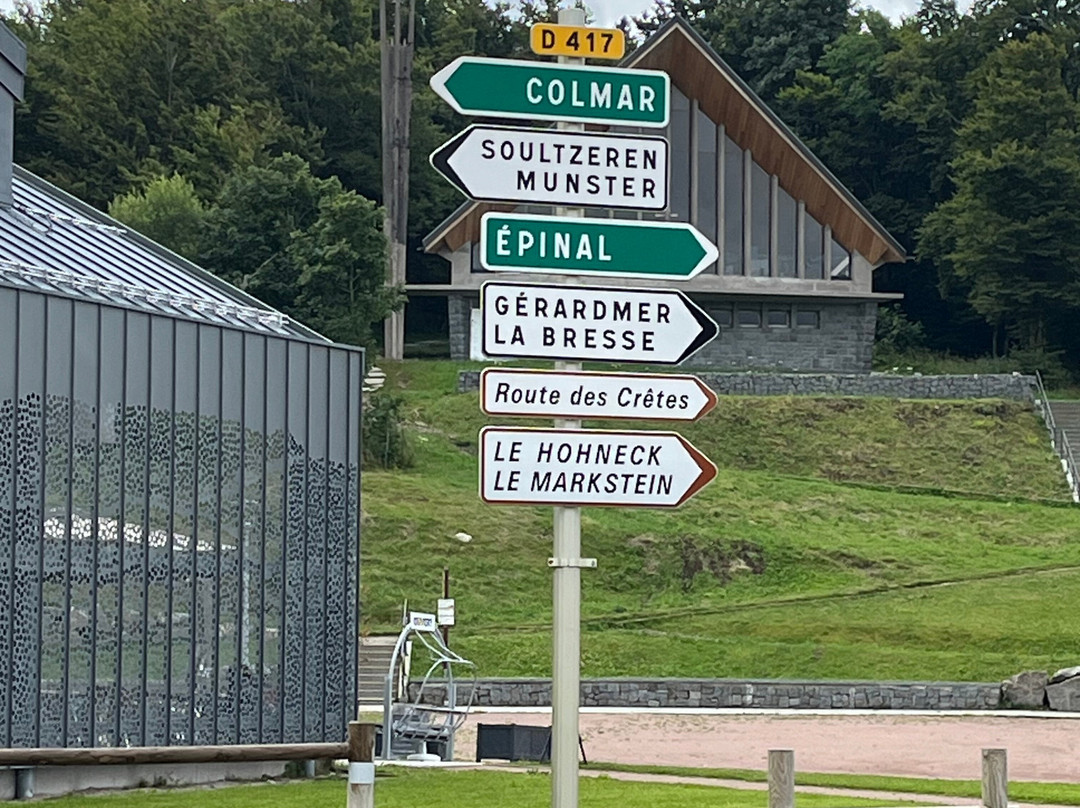 D 417
COLMAR
SOULTZEREN
MUNSTER
ÉPINAL
GÉRARDMER
LA BRESSE
Route des Crêtes
LE HOHNECK
LE MARKSTEIN